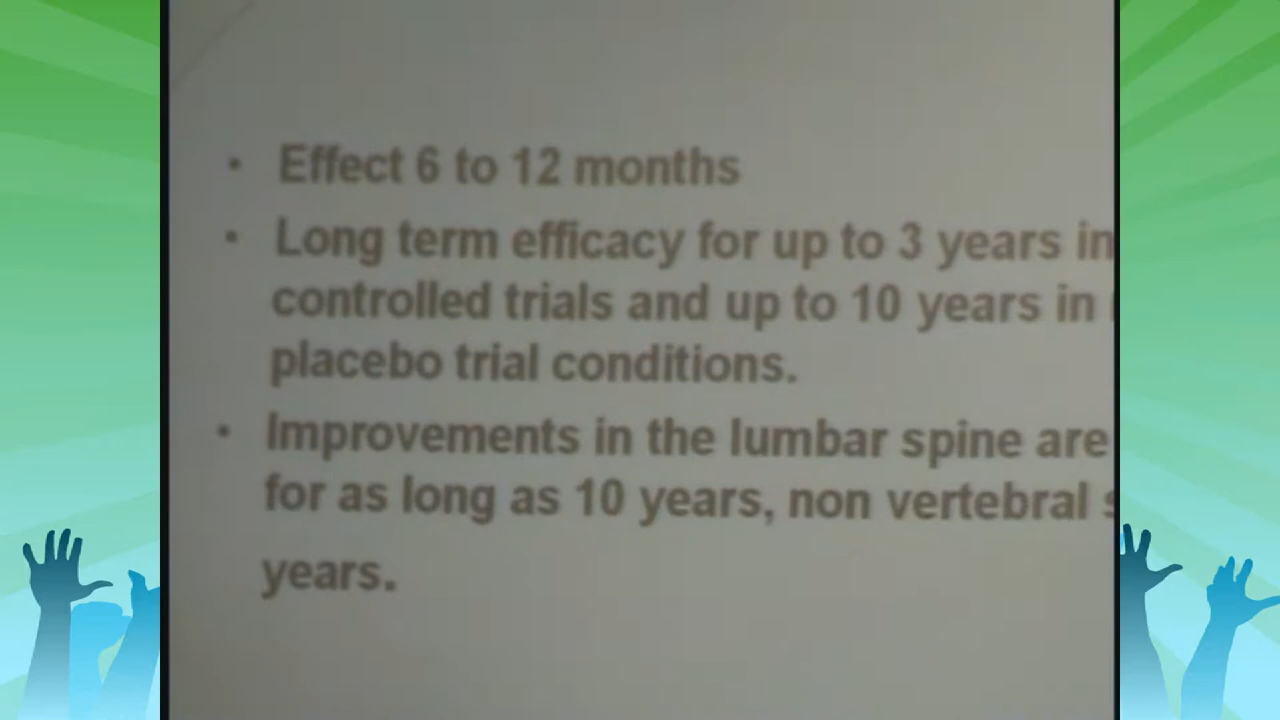 • Effect 6 to 12 months
• Long term efficacy for up to 3 years in
controlled trials and up to 10 years in
placebo trial conditions.
• Improvements in the lumbar spine are
for as long as 10 years, non vertebral
years.